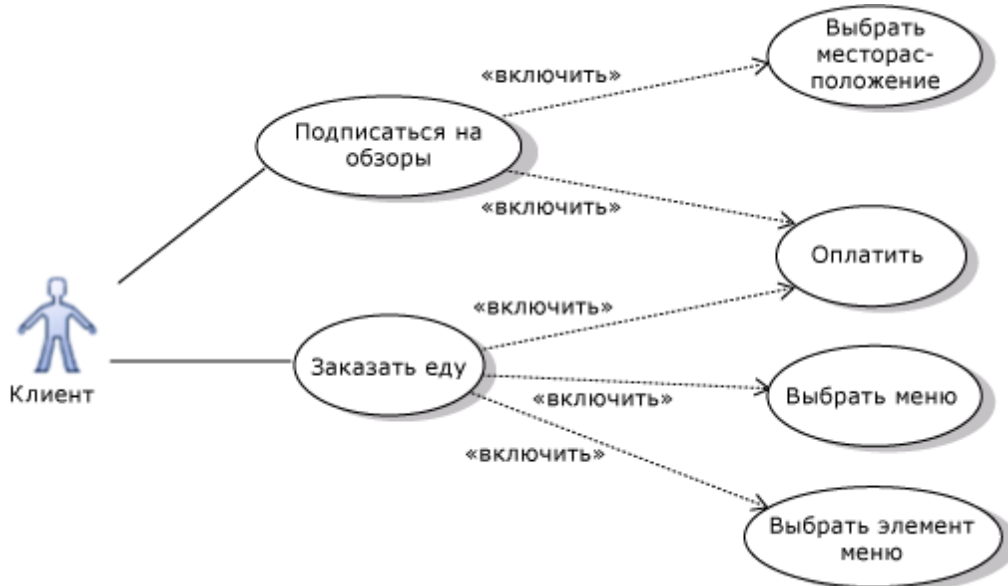 Выбрать
месторас-
положение
«включить»
Подписаться на
обзоры
«включить»
Оплатить
«включить»
Заказать еду
Клиент
«включить»
Выбрать меню
«включить»
Выбрать элемент
меню